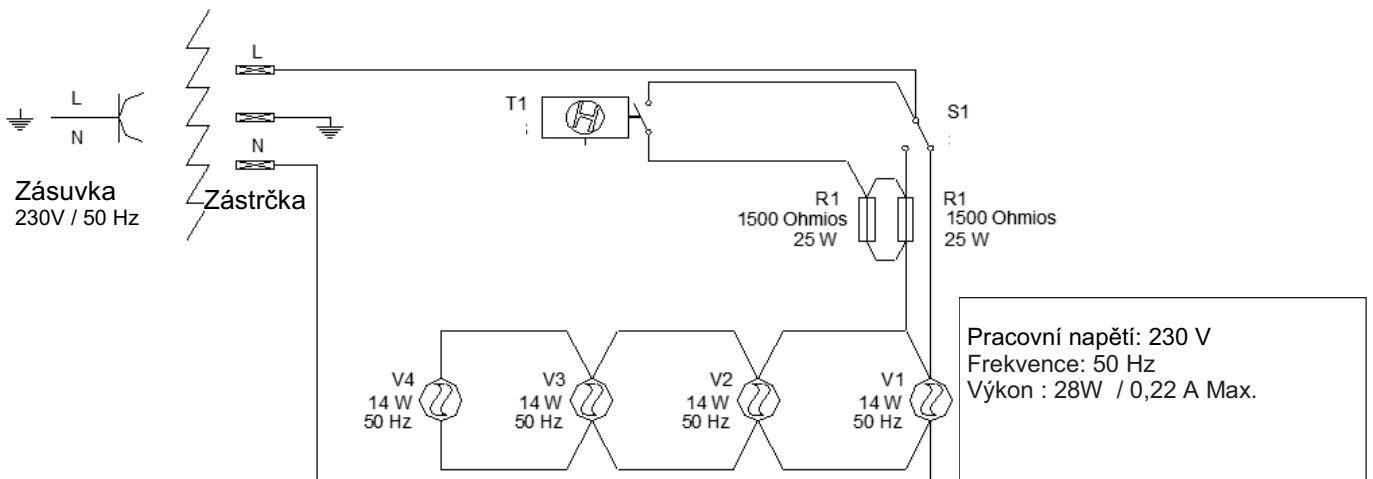 L
T1
S1
L
N
N
Zásuvka
230V / 50 Hz
Zástrčka
R1
1500 Ohmios
25 W
R1
1500 Ohmios
25 W
V4
14 W
50 Hz
V3
14 W
50 Hz
V2
14 W
50 Hz
V1
14 W
50 Hz
Pracovní napětí: 230 V
Frekvence: 50 Hz
Výkon : 28W / 0,22 A Max.